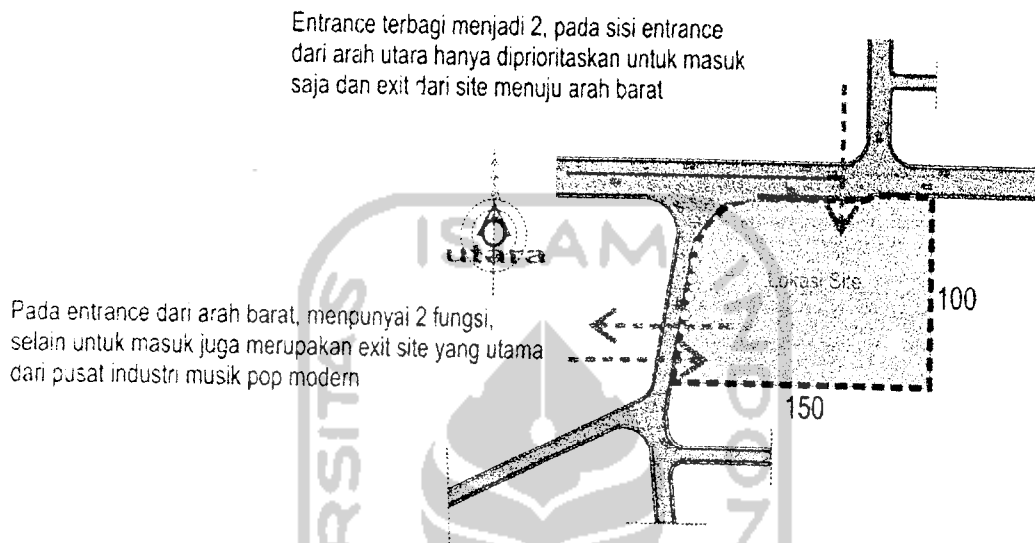 Entrance terbagi menjadi 2, pada sisi entrance
dari arah utara hanya diprioritaskan untuk masuk
saja dan exit dari site menuju arah barat
ISLAM
utara
Lokasi Site
100
Pada entrance dari arah barat, mempunyai 2 fungsi,
selain untuk masuk juga merupakan exit site yang utama
dari pusat industri musik pop modern
150